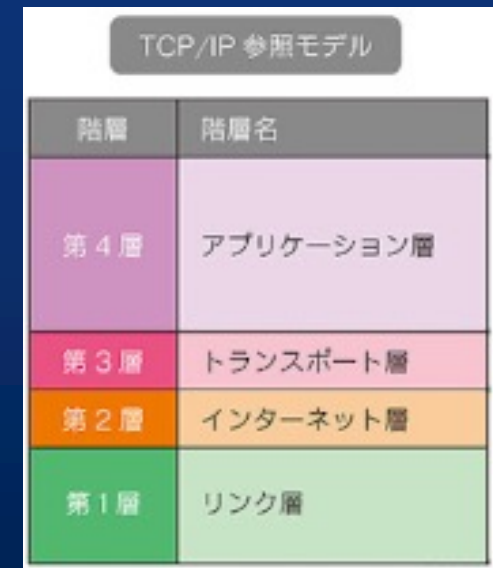 TCP/IP 参照モデル
階層 階層名
第4層 アプリケーション層
第3層 トランスポート層
第2層 インターネット層
第1層 リンク層